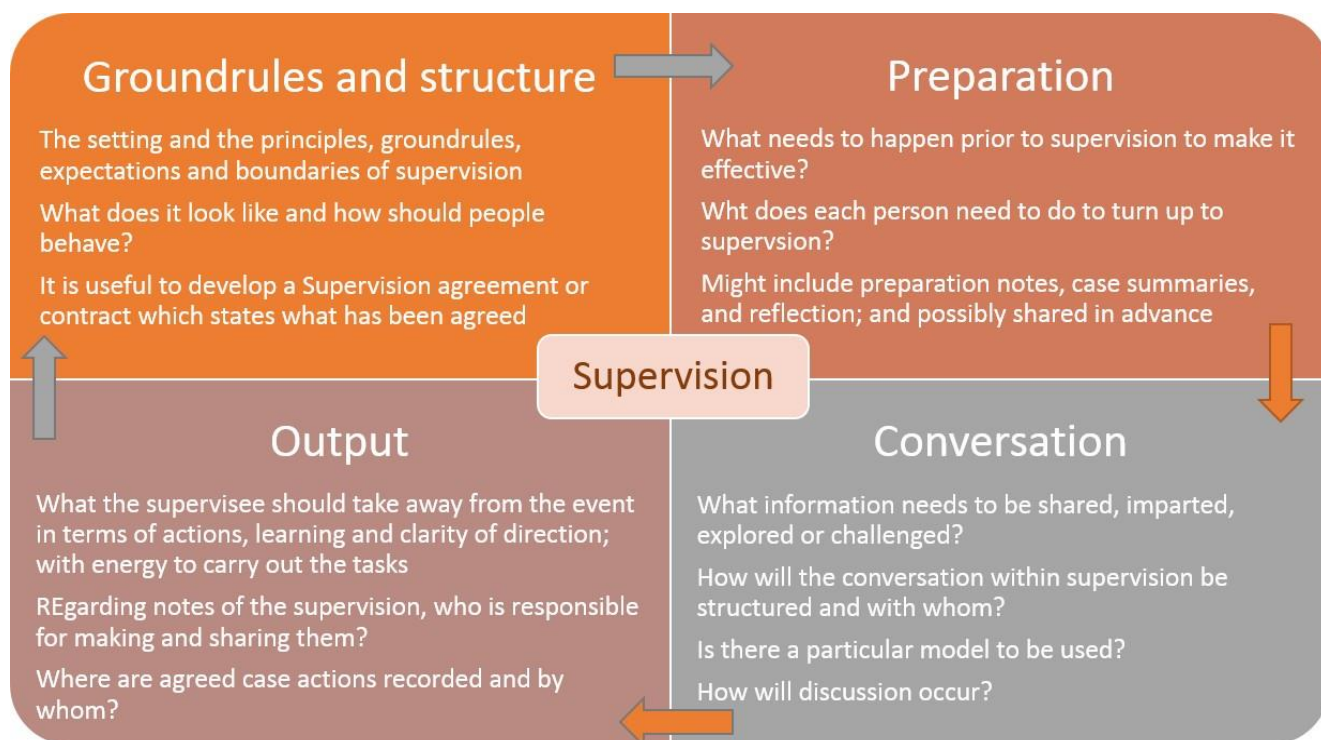 Groundrules and structure
The setting and the principles, groundrules,
expectations and boundaries of supervision
What does it look like and how should people
behave?
It is useful to develop a Supervision agreement or
contract which states what has been agreed
Preparation
What needs to happen prior to supervision to make it
effective?
Wht does each person need to do to turn up to
supervsion?
Might include preparation notes, case summaries,
and reflection; and possibly shared in advance
Supervision
Output
What the supervisee should take away from the event
in terms of actions, learning and clarity of direction;
with energy to carry out the tasks
REgarding notes of the supervision, who is responsible
for making and sharing them?
Where are agreed case actions recorded and by
whom?
Conversation
What information needs to be shared, imparted,
explored or challenged?
How will the conversation within supervision be
structured and with whom?
Is there a particular model to be used?
How will discussion occur?